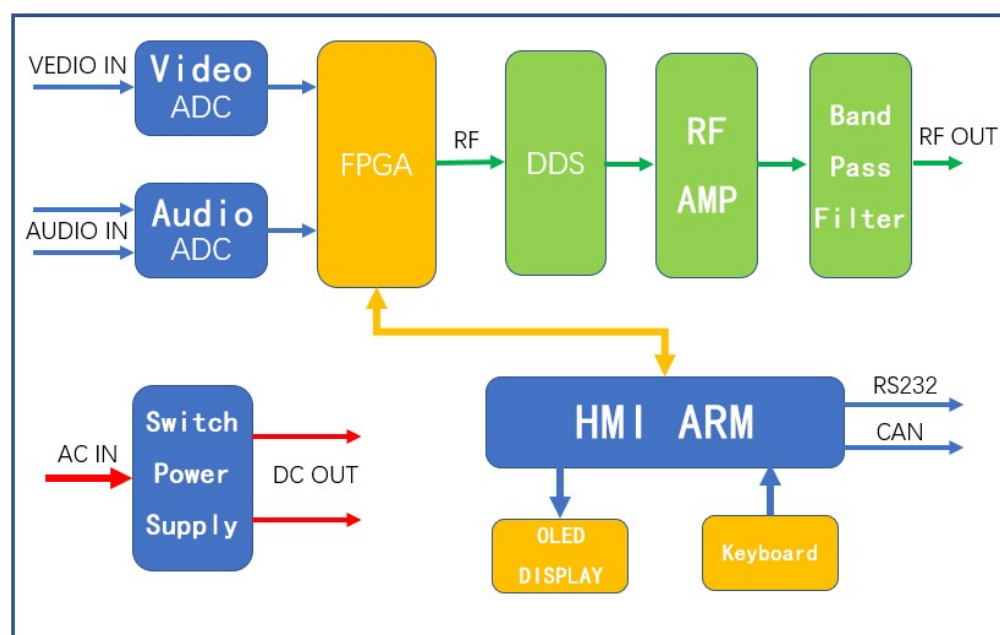 VEDIO IN
Video
ADC
FPGA
RF
DDS
RF
AMP
Band
Pass
Filter
RF OUT
AUDIO IN
Audio
ADC
AC IN
Switch
Power
Supply
DC OUT
HMI ARM
RS232
CAN
OLED
DISPLAY
Keyboard